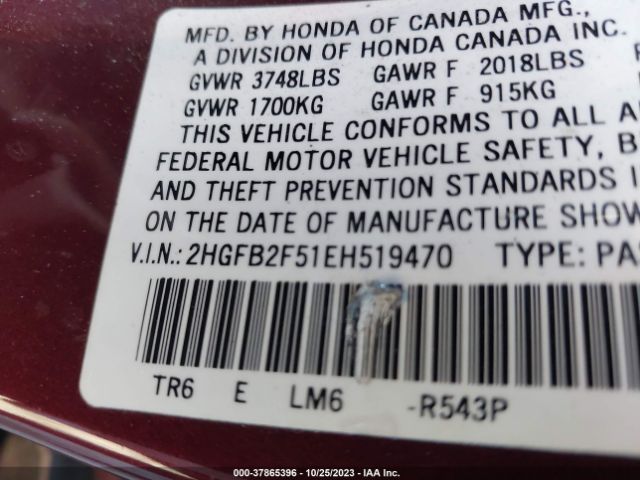 MFD. BY HONDA OF CANADA MFG.,
A DIVISION OF HONDA CANADA INC.
GVWR 3748LBS GAWR F 2018LBS
GVWR 1700KG GAWR F 915KG
THIS VEHICLE CONFORMS TO ALL A
FEDERAL MOTOR VEHICLE SAFETY, B
AND THEFT PREVENTION STANDARDS I
ON THE DATE OF MANUFACTURE SHOW
V.I.N.: 2HGFB2F51EH519470 TYPE: PA
TR6 E LM6 -R543P
000-37865396 - 10/25/2023 - IAA Inc.